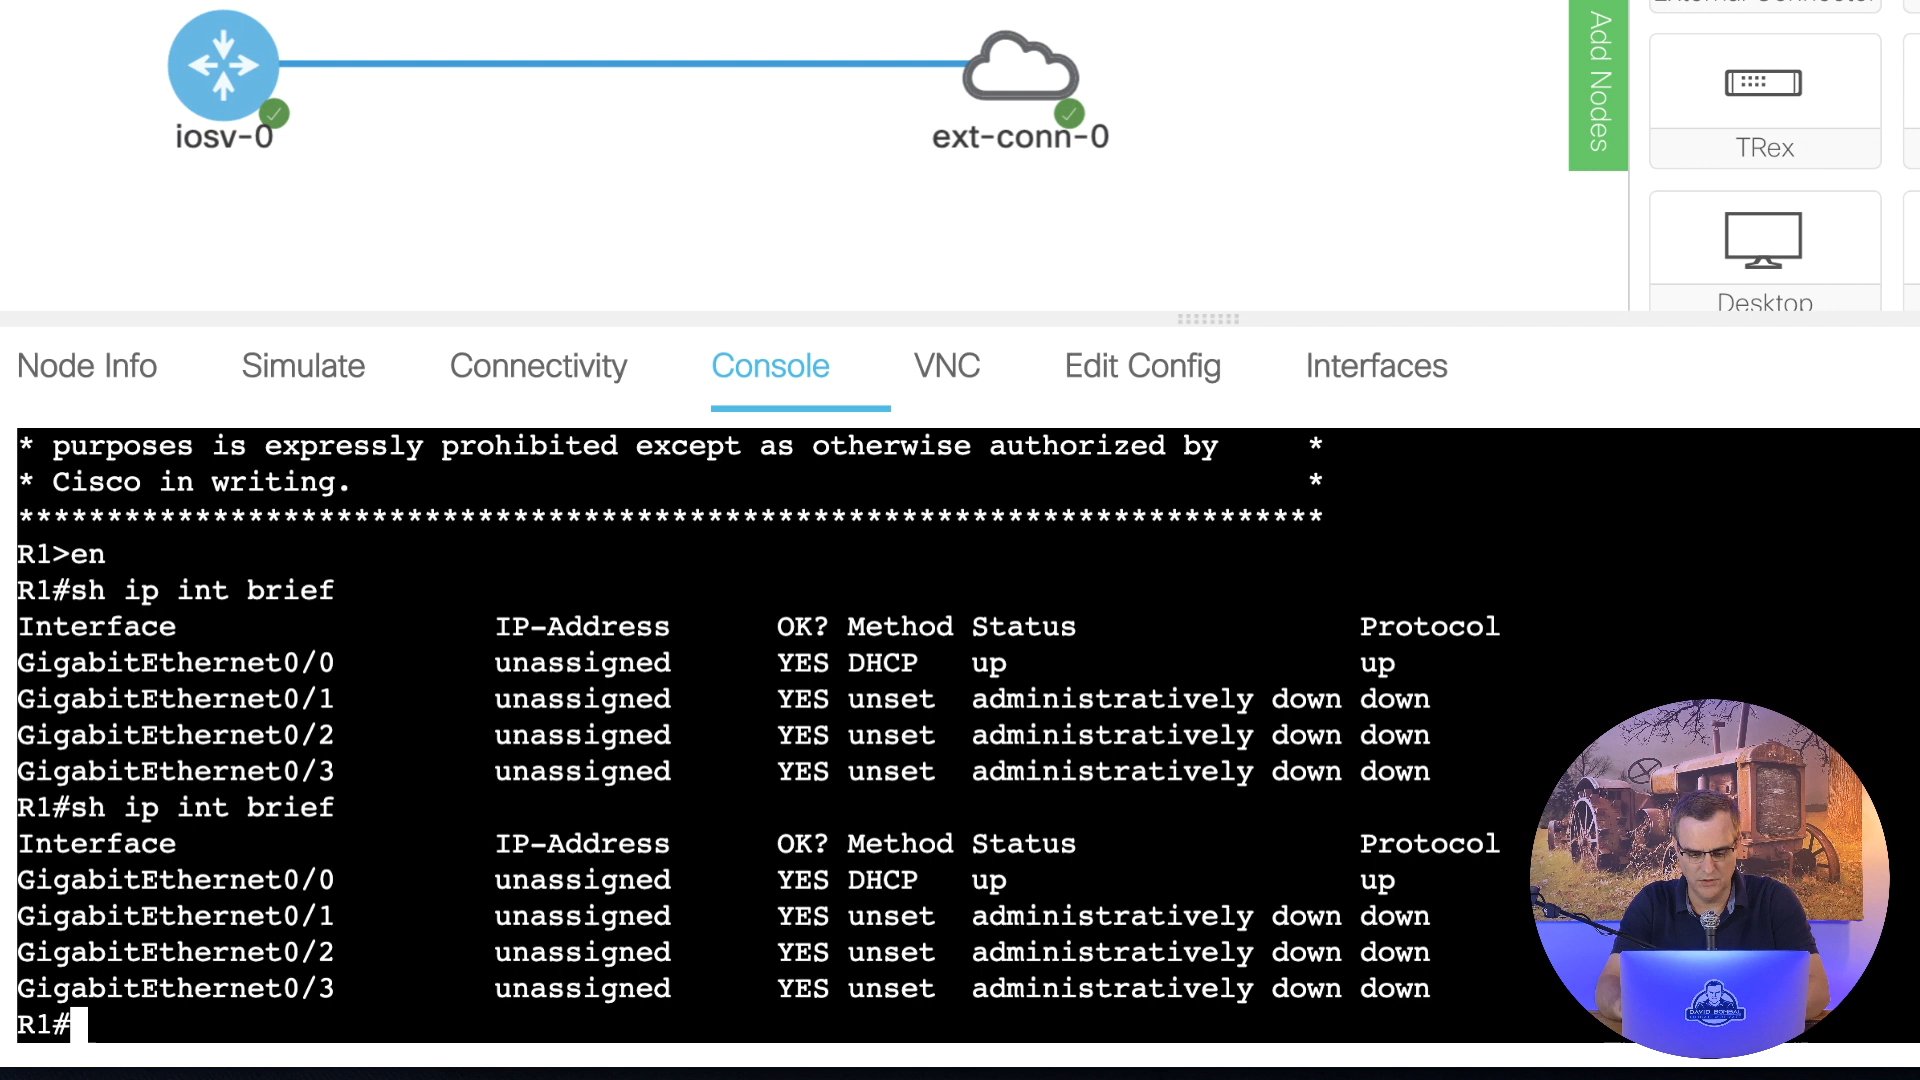 Add Nodes
TRex
Desktop
iosv-0
ext-conn-0
Node Info Simulate Connectivity Console VNC Edit Config Interfaces
* purposes is expressly prohibited except as otherwise authorized by *
* Cisco in writing. *
**************************************************************************
R1>en
R1#sh ip int brief
Interface IP-Address OK? Method Status Protocol
GigabitEthernet0/0 unassigned YES DHCP up up
GigabitEthernet0/1 unassigned YES unset administratively down down
GigabitEthernet0/2 unassigned YES unset administratively down down
GigabitEthernet0/3 unassigned YES unset administratively down down
R1#sh ip int brief
Interface IP-Address OK? Method Status Protocol
GigabitEthernet0/0 unassigned YES DHCP up up
GigabitEthernet0/1 unassigned YES unset administratively down down
GigabitEthernet0/2 unassigned YES unset administratively down down
GigabitEthernet0/3 unassigned YES unset administratively down down
R1#
DAVID BOMBAL